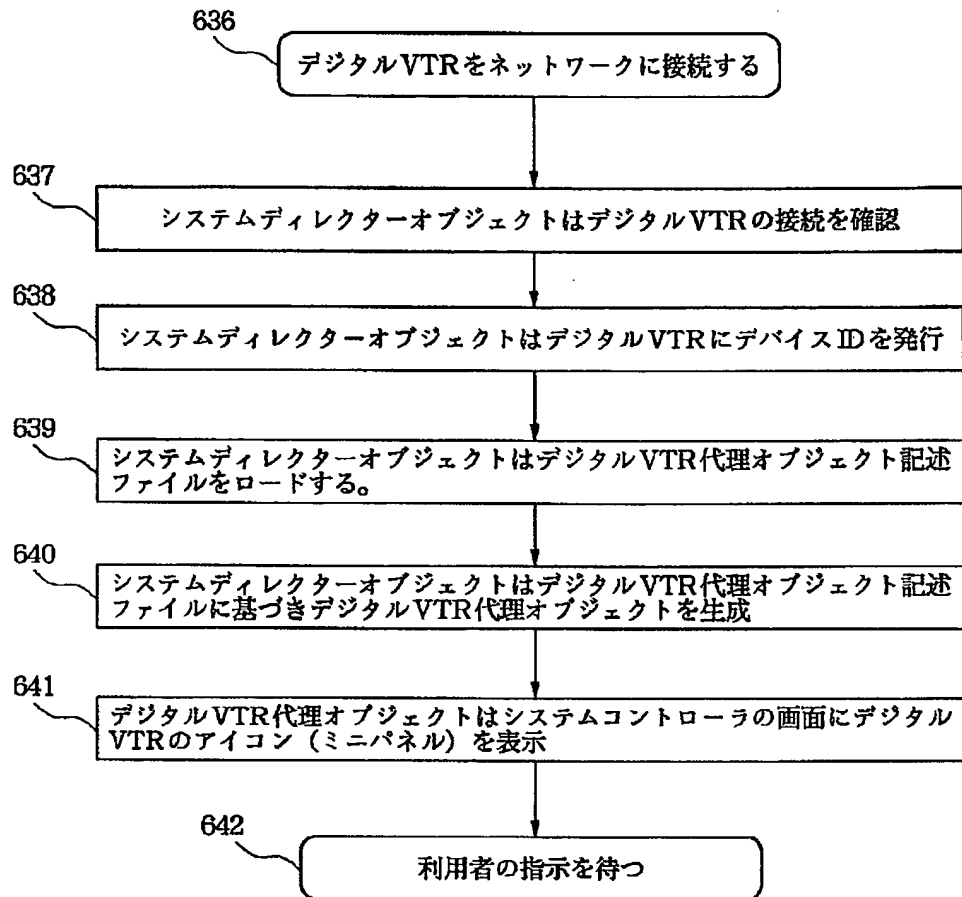 636
デジタルVTRをネットワークに接続する
637
システムディレクターオブジェクトはデジタルVTRの接続を確認
638
システムディレクターオブジェクトはデジタルVTRにデバイスIDを発行
639
システムディレクターオブジェクトはデジタルVTR代理オブジェクト記述
ファイルをロードする。
640
システムディレクターオブジェクトはデジタルVTR代理オブジェクト記述
ファイルに基づきデジタルVTR代理オブジェクトを生成
641
デジタルVTR代理オブジェクトはシステムコントローラの画面にデジタル
VTRのアイコン（ミニパネル）を表示
642
利用者の指示を待つ